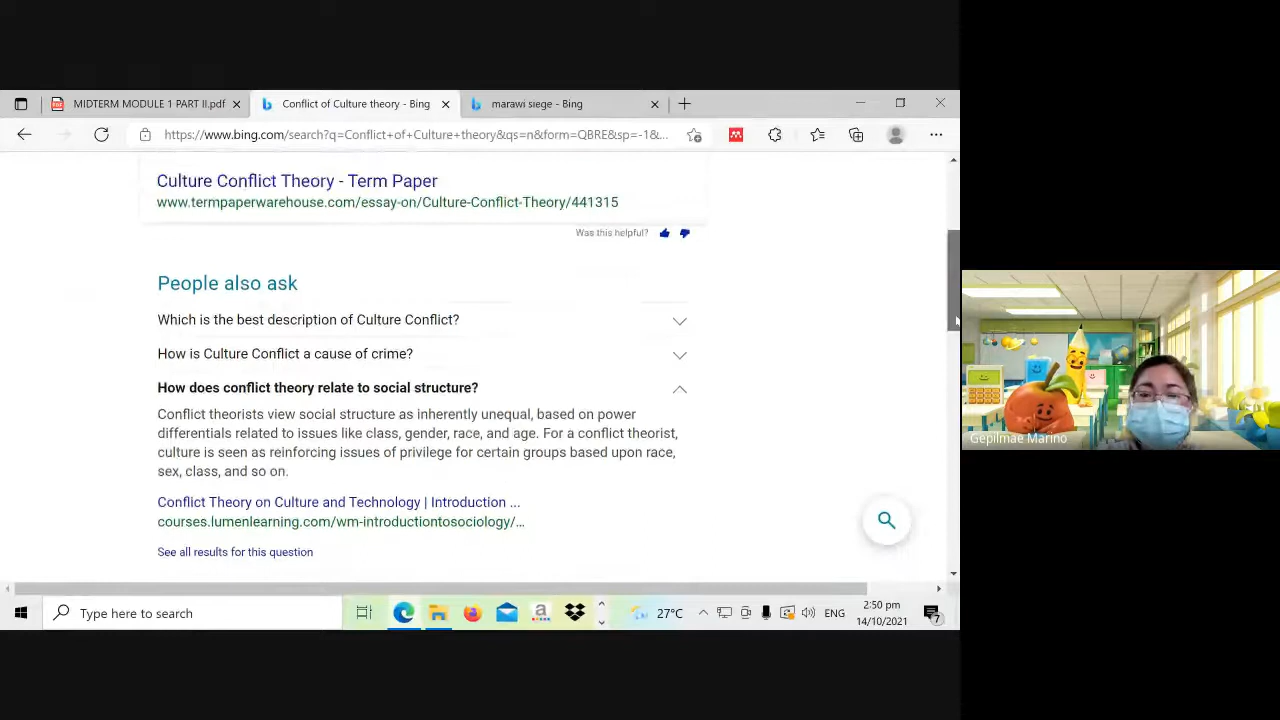 MIDTERM MODULE 1 PART II.pdf
Conflict of Culture theory - Bing
marawi siege - Bing
https://www.bing.com/search?q=Conflict+of+Culture+theory&qs=n&form=QBRE&sp=-1&...
Culture Conflict Theory - Term Paper
www.termpaperwarehouse.com/essay-on/Culture-Conflict-Theory/441315
Was this helpful?
People also ask
Which is the best description of Culture Conflict?
How is Culture Conflict a cause of crime?
How does conflict theory relate to social structure?
Conflict theorists view social structure as inherently unequal, based on power
differentials related to issues like class, gender, race, and age. For a conflict theorist,
culture is seen as reinforcing issues of privilege for certain groups based upon race,
sex, class, and so on.
Conflict Theory on Culture and Technology | Introduction ...
courses.lumenlearning.com/wm-introductiontosociology/...
See all results for this question
Gepilmae Marino
Type here to search
a
27°C
ENG
2:50 pm
14/10/2021
7